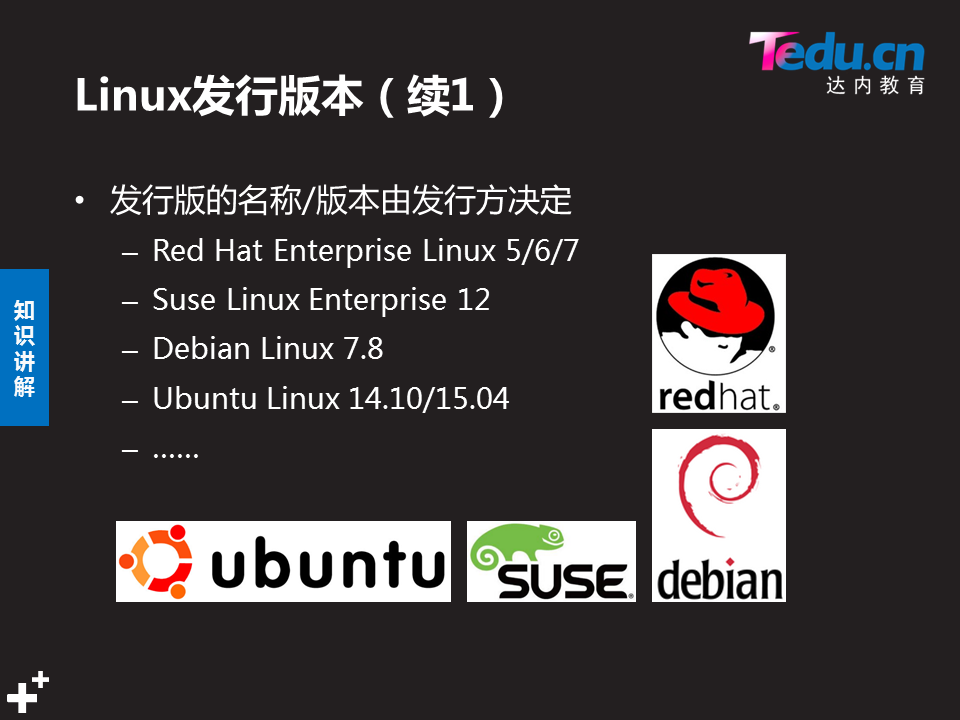 Tedu.cn
达内教育
Linux发行版本（续1）
• 发行版的名称/版本由发行方决定
– Red Hat Enterprise Linux 5/6/7
– Suse Linux Enterprise 12
– Debian Linux 7.8
– Ubuntu Linux 14.10/15.04
– ……
知识讲解
redhat®
ubuntu
SUSE®
debian